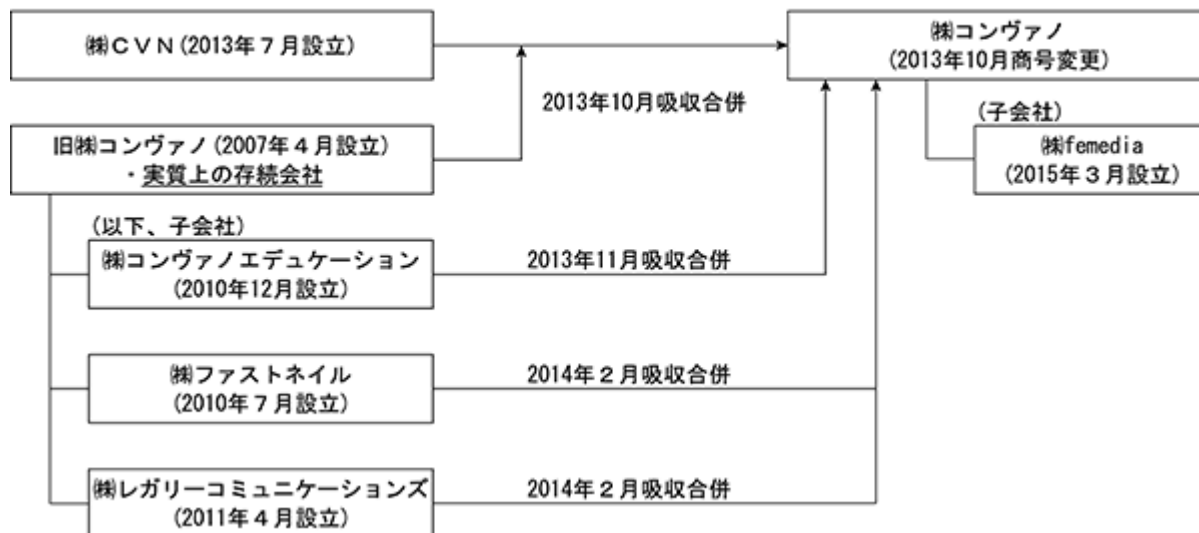 ㈱ＣＶＮ(2013年７月設立)
㈱コンヴァノ
(2013年10月商号変更)
2013年10月吸収合併
旧㈱コンヴァノ(2007年４月設立)
・実質上の存続会社
(子会社)
㈱femedia
(2015年３月設立)
(以下、子会社)
㈱コンヴァノエデュケーション
(2010年12月設立)
2013年11月吸収合併
㈱ファストネイル
(2010年７月設立)
2014年２月吸収合併
㈱レガリーコミュニケーションズ
(2011年４月設立)
2014年２月吸収合併